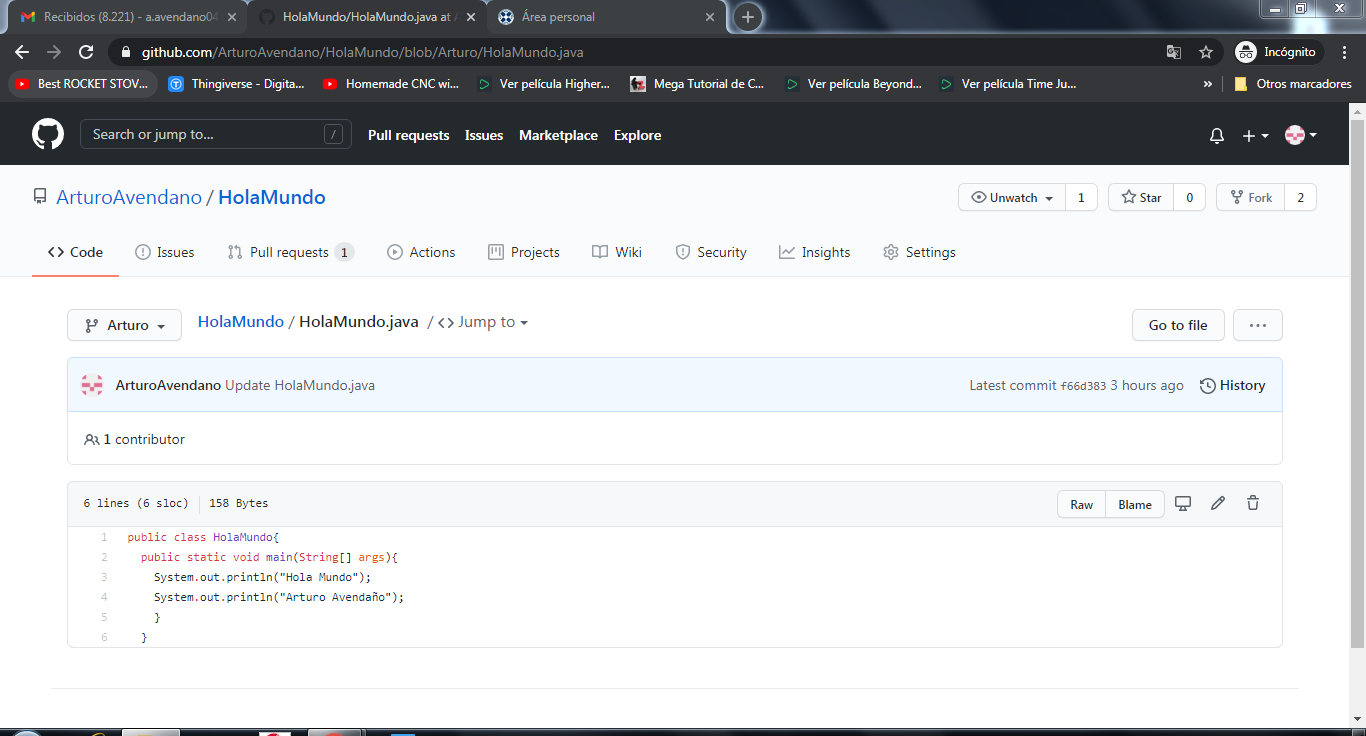 Recibidos (8.221) - a.avendano04
HolaMundo/HolaMundo.java at
Área personal
github.com/ArturoAvendano/HolaMundo/blob/Arturo/HolaMundo.java
Incógnito
Best ROCKET STOV...
Thingiverse - Digita...
Homemade CNC wi...
Ver película Higher...
Mega Tutorial de C...
Ver película Beyond...
Ver película Time Ju...
»
Otros marcadores
Search or jump to...
/
Pull requests
Issues
Marketplace
Explore
ArturoAvendano / HolaMundo
Unwatch
1
Star
0
Fork
2
Code
Issues
Pull requests 1
Actions
Projects
Wiki
Security
Insights
Settings
Arturo
HolaMundo / HolaMundo.java / <> Jump to
Go to file
...
ArturoAvendano Update HolaMundo.java
Latest commit f66d383 3 hours ago
History
1 contributor
6 lines (6 sloc)
158 Bytes
Raw
Blame
1 public class HolaMundo{
2 public static void main(String[] args){
3 System.out.println("Hola Mundo");
4 System.out.println("Arturo Avendaño");
5 }
6 }